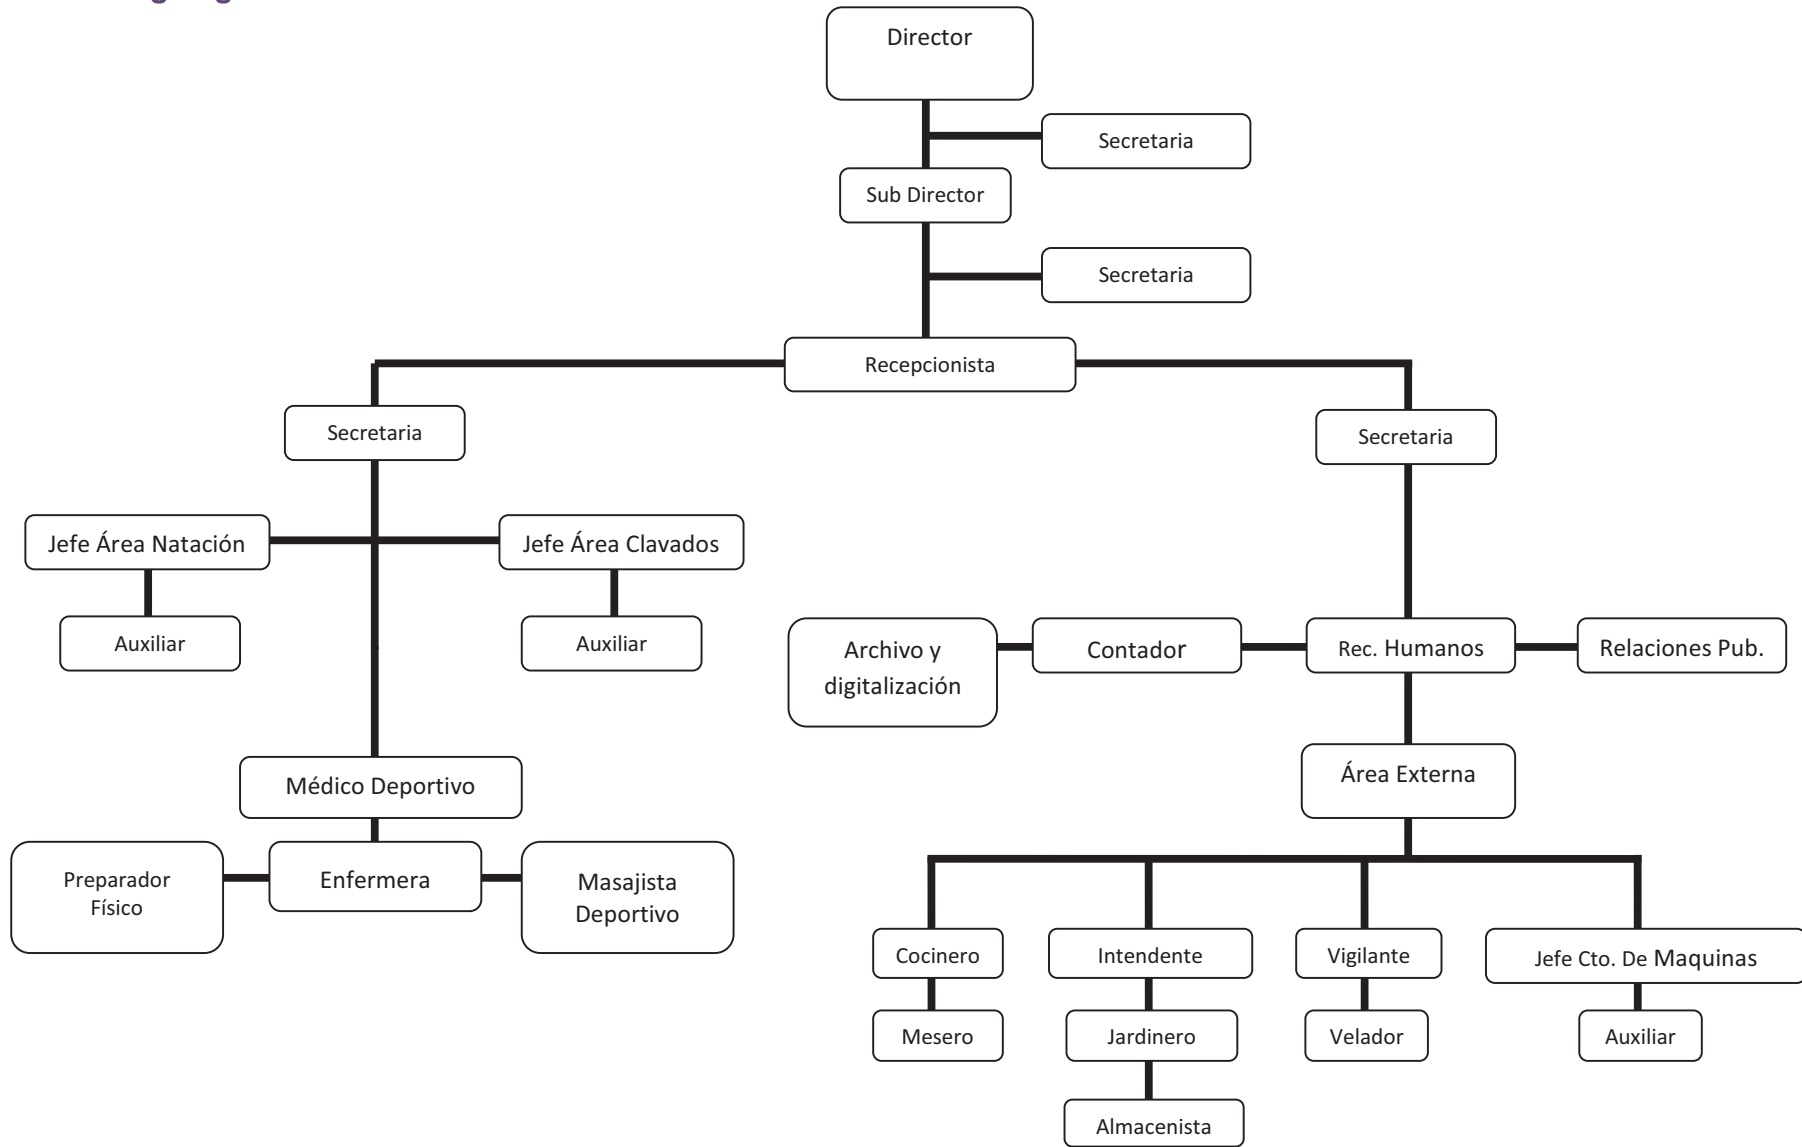 Director
Secretaria
Sub Director
Secretaria
Recepcionista
Secretaria
Secretaria
Jefe Área Natación
Jefe Área Clavados
Auxiliar
Auxiliar
Archivo y
digitalización
Contador
Rec. Humanos
Relaciones Pub.
Médico Deportivo
Área Externa
Preparador
Físico
Enfermera
Masajista
Deportivo
Cocinero
Intendente
Vigilante
Jefe Cto. De Maquinas
Mesero
Jardinero
Velador
Auxiliar
Almacenista